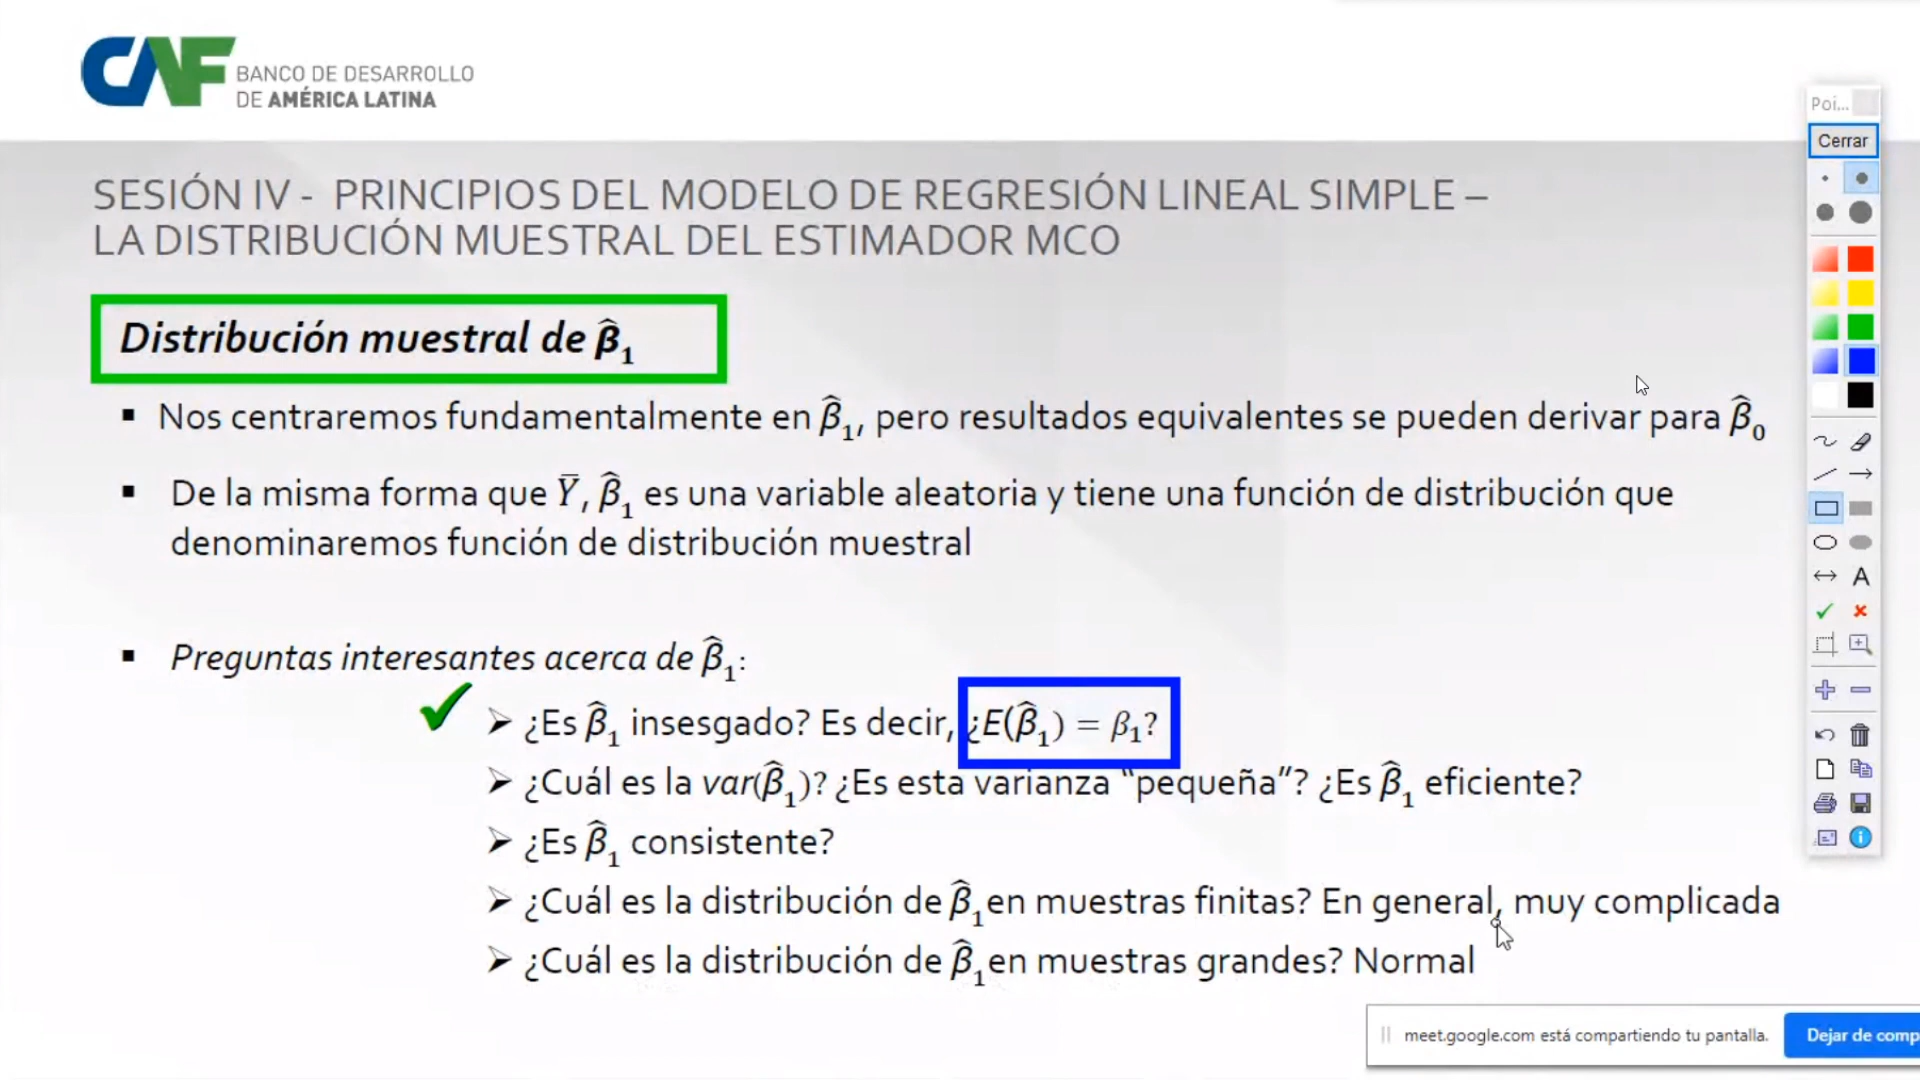 CAF BANCO DE DESARROLLO
DE AMÉRICA LATINA
SESIÓN IV - PRINCIPIOS DEL MODELO DE REGRESIÓN LINEAL SIMPLE –
LA DISTRIBUCIÓN MUESTRAL DEL ESTIMADOR MCO
Distribución muestral de β̂₁
▪ Nos centraremos fundamentalmente en β̂₁, pero resultados equivalentes se pueden derivar para β̂₀
▪ De la misma forma que Ȳ, β̂₁ es una variable aleatoria y tiene una función de distribución que
denominaremos función de distribución muestral
▪ Preguntas interesantes acerca de β̂₁:
➢ ¿Es β̂₁ insesgado? Es decir, ¿E(β̂₁) = β₁?
➢ ¿Cuál es la var(β̂₁)? ¿Es esta varianza “pequeña”? ¿Es β̂₁ eficiente?
➢ ¿Es β̂₁ consistente?
➢ ¿Cuál es la distribución de β̂₁ en muestras finitas? En general, muy complicada
➢ ¿Cuál es la distribución de β̂₁ en muestras grandes? Normal
Poi...
Cerrar
A
meet.google.com está compartiendo tu pantalla.
Dejar de comp